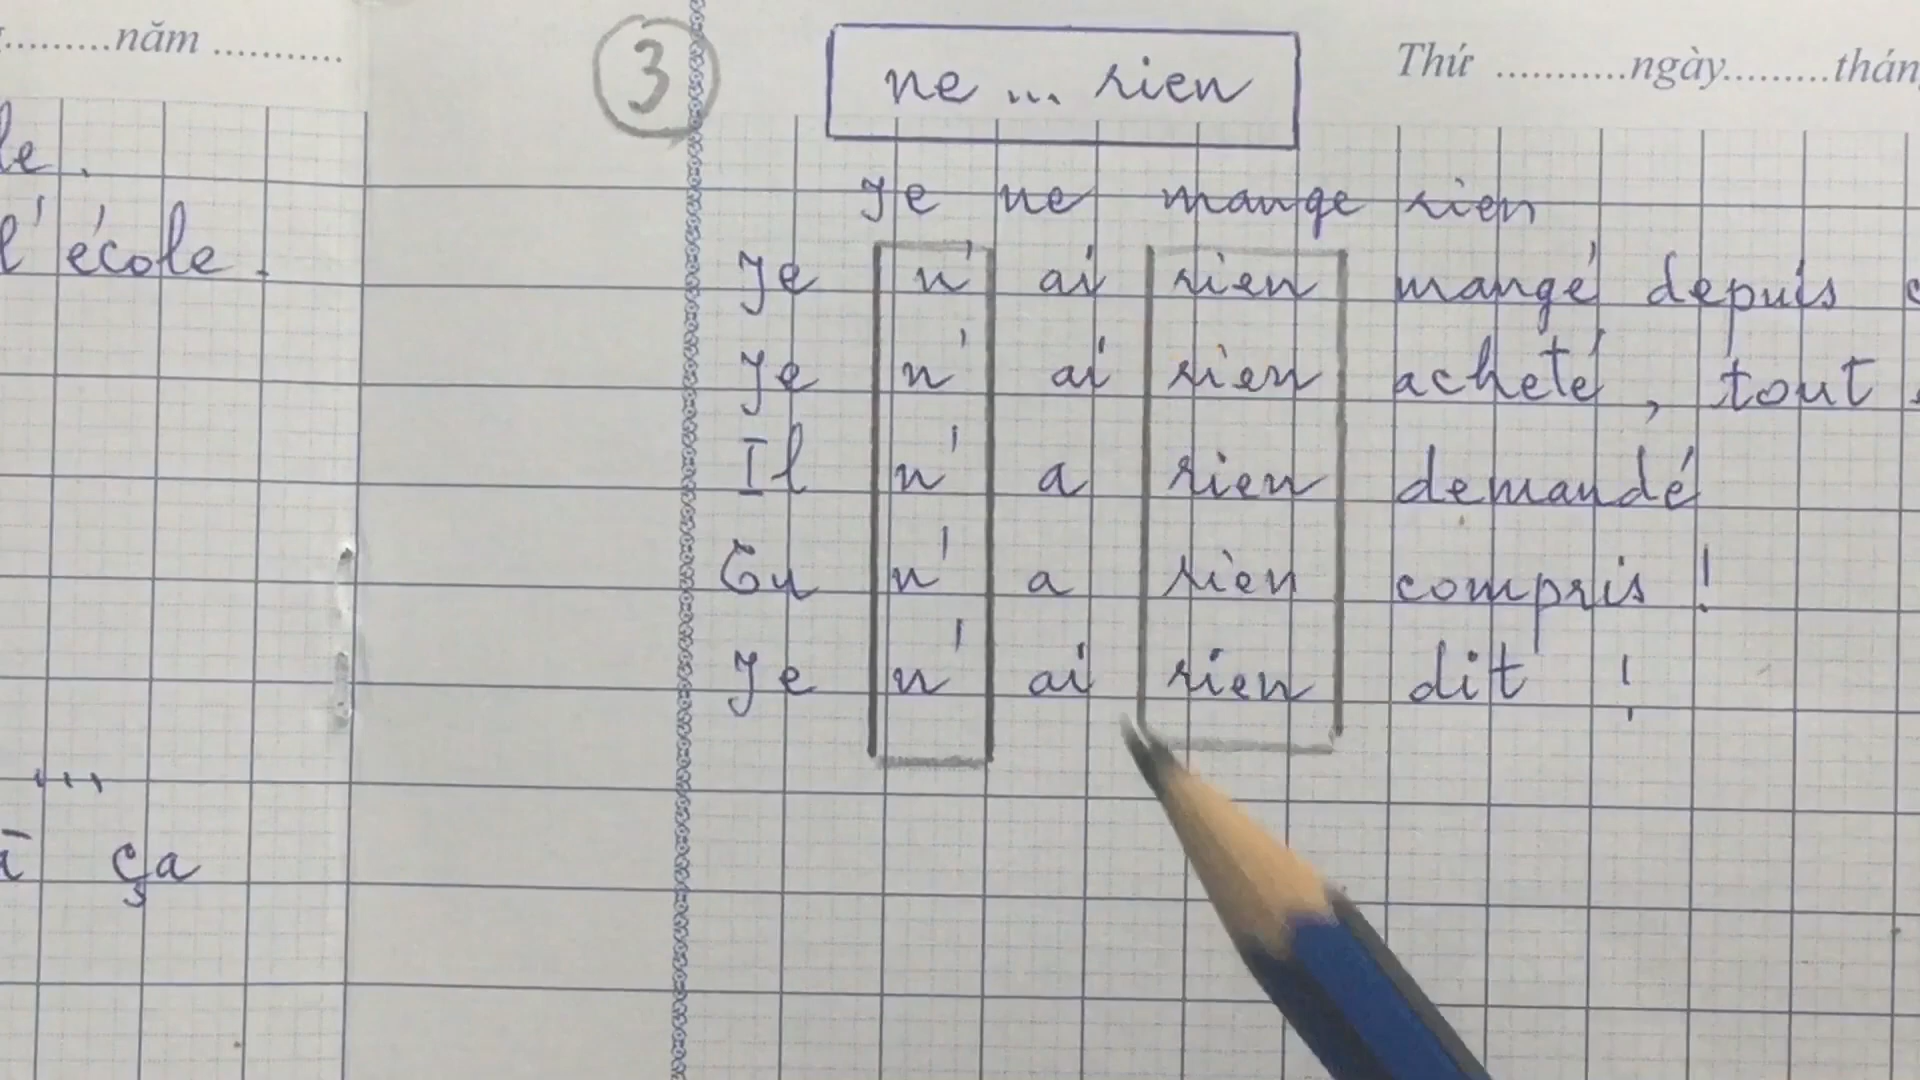 năm ...........
Thứ ...........ngày.........thán
3
ne ... rien
le.
Je ne mange rien
l'école.
Je n' ai rien mangé depuis
Je n' ai rien acheté, tout
Il n' a rien demandé
Tu n' a rien compris !
Je n' ai rien dit !
...
ça